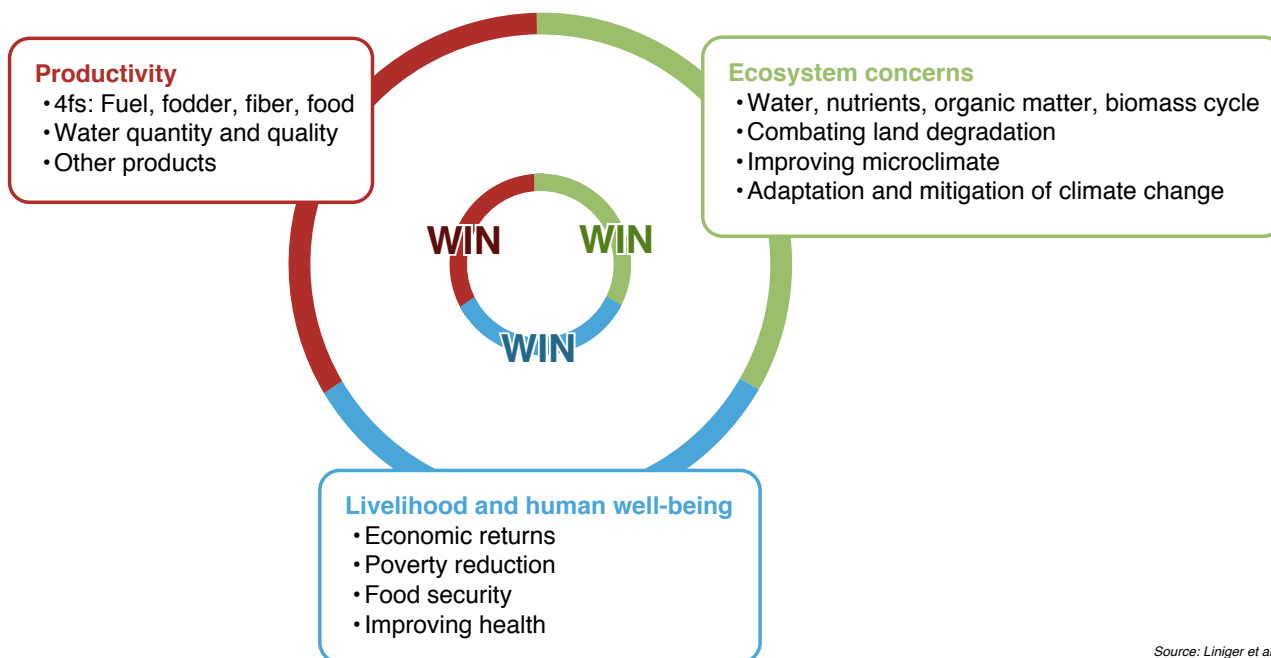 Productivity
• 4fs: Fuel, fodder, fiber, food
• Water quantity and quality
• Other products
Ecosystem concerns
• Water, nutrients, organic matter, biomass cycle
• Combating land degradation
• Improving microclimate
• Adaptation and mitigation of climate change
WIN
WIN
WIN
Livelihood and human well-being
• Economic returns
• Poverty reduction
• Food security
• Improving health
Source: Liniger et al